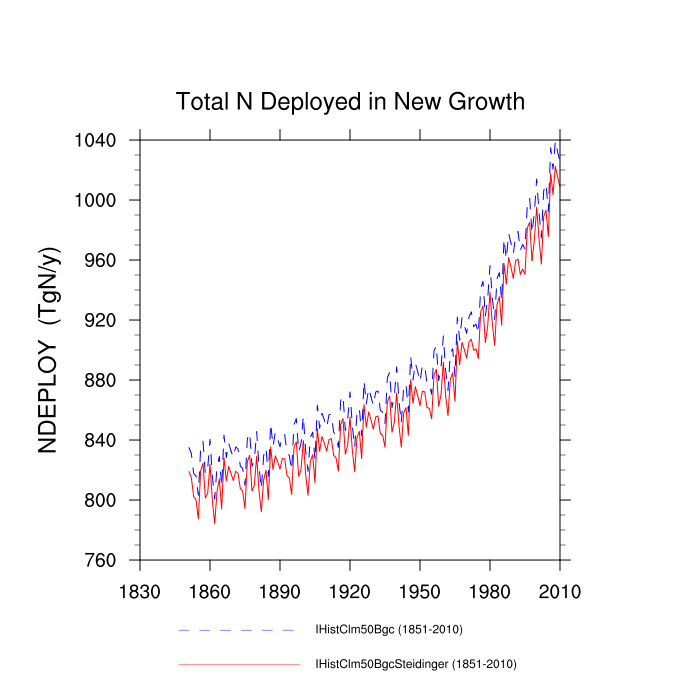 Total N Deployed in New Growth
NDEPLOY (TgN/y)
1040
1000
960
920
880
840
800
760
1830 1860 1890 1920 1950 1980 2010
IHistClm50Bgc (1851-2010)
IHistClm50BgcSteidinger (1851-2010)